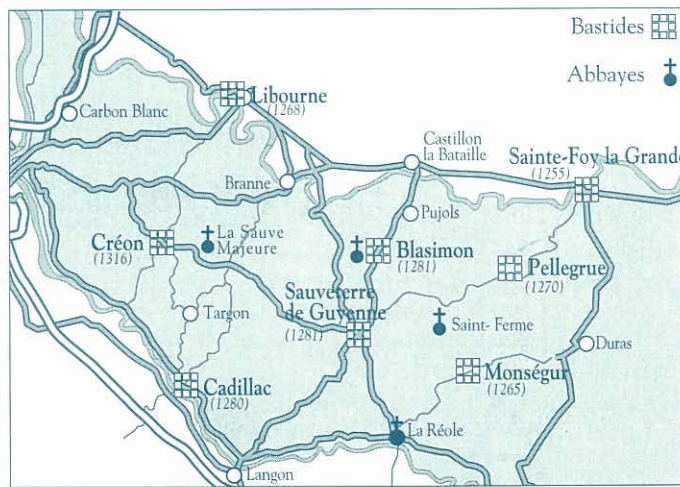 Bastides
Abbayes
Libourne
(1268)
Carbon Blanc
Castillon
la Bataille
Sainte-Foy la Grande
(1255)
Branne
Pujols
La Sauve
Majeure
Créon
(1316)
Blasimon
(1281)
Pellegrue
(1270)
Sauveterre
de Guyenne
(1281)
Targon
Saint-Ferme
Duras
Cadillac
(1280)
Monségur
(1265)
La Réole
Langon